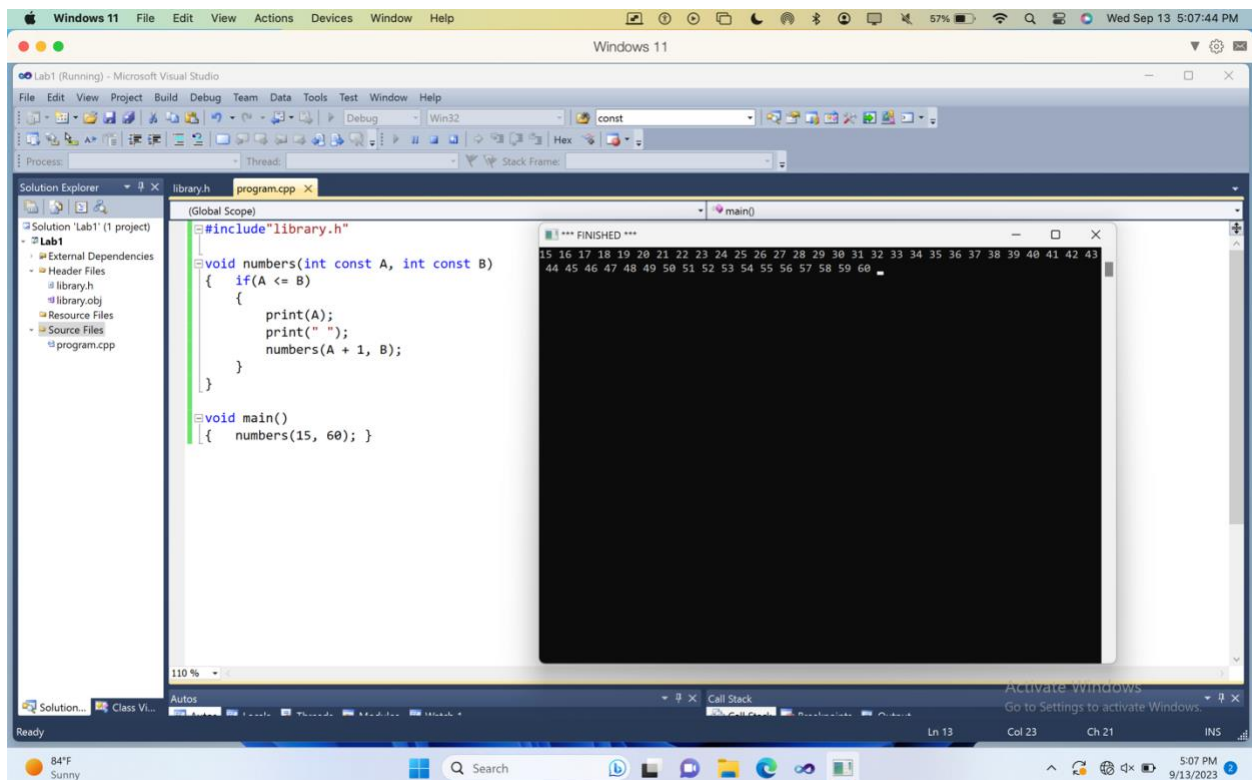 Windows 11 File Edit View Actions Devices Window Help 57% Wed Sep 13 5:07:44 PM
Windows 11
Lab1 (Running) - Microsoft Visual Studio
File Edit View Project Build Debug Team Data Tools Test Window Help
Debug Win32 const
Hex
Process: Thread: Stack Frame:
Solution Explorer
library.h program.cpp
(Global Scope) main()
Solution 'Lab1' (1 project)
Lab1
External Dependencies
Header Files
library.h
library.obj
Resource Files
Source Files
program.cpp
#include"library.h"
void numbers(int const A, int const B)
{ if(A <= B)
{
print(A);
print(" ");
numbers(A + 1, B);
}
}
void main()
{ numbers(15, 60); }
*** FINISHED ***
15 16 17 18 19 20 21 22 23 24 25 26 27 28 29 30 31 32 33 34 35 36 37 38 39 40 41 42 43
44 45 46 47 48 49 50 51 52 53 54 55 56 57 58 59 60
110 %
Solution... Class Vi...
Autos
Call Stack
Activate Windows
Go to Settings to activate Windows.
Ready Ln 13 Col 23 Ch 21 INS
84°F
Sunny
Search
5:07 PM
9/13/2023
2